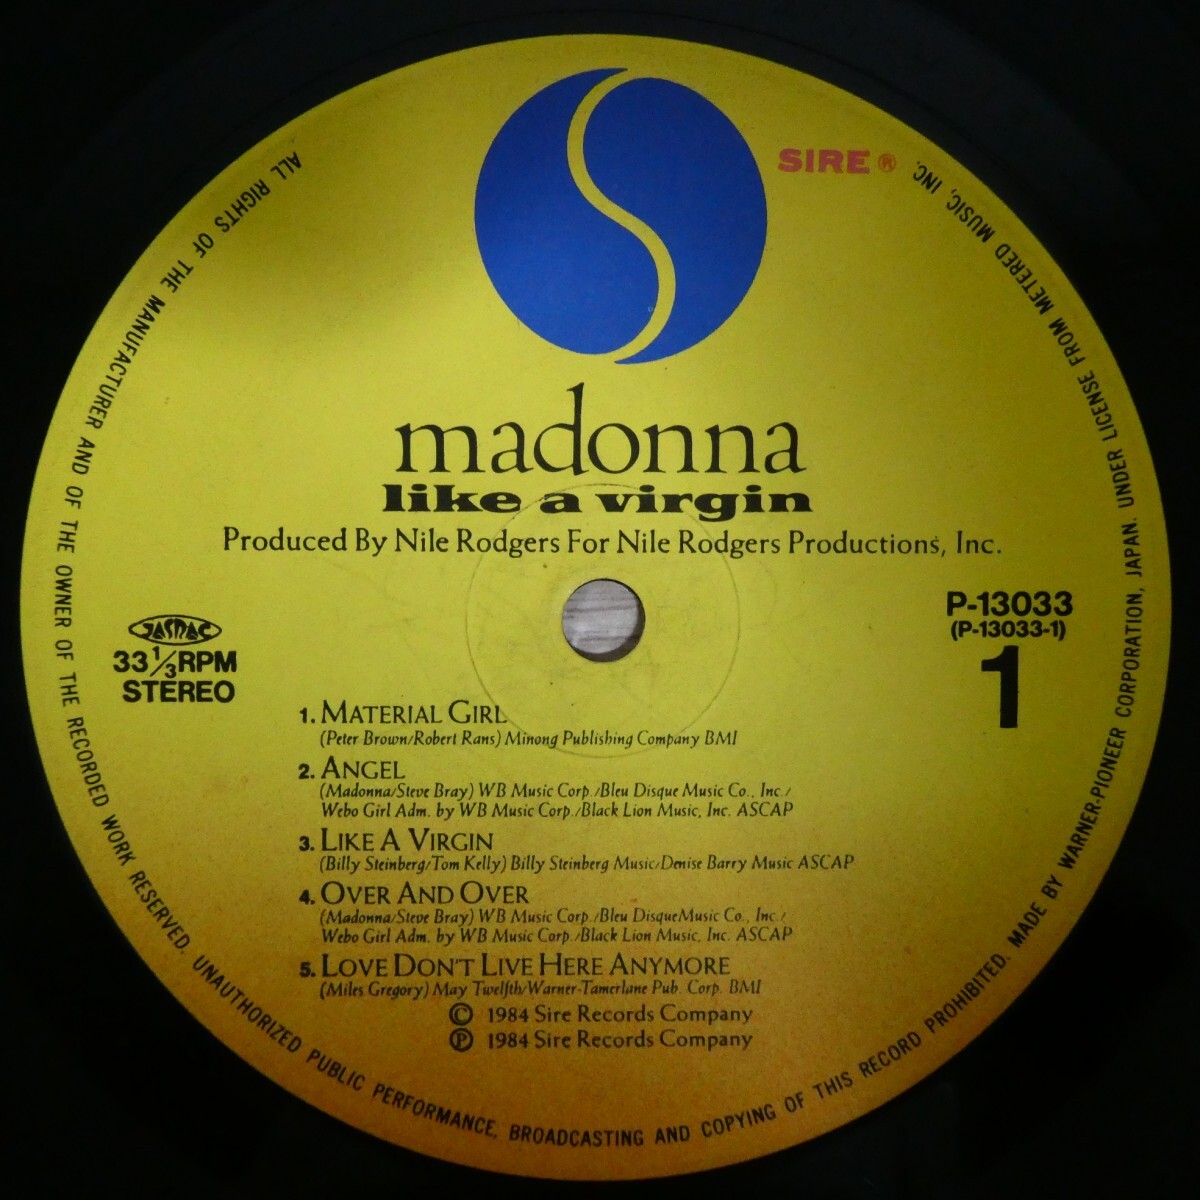 SIRE®
madonna
like a virgin
Produced By Nile Rodgers For Nile Rodgers Productions, Inc.
JASRAC
33 1/3 RPM
STEREO
P-13033
(P-13033-1)
1
1. MATERIAL GIRL
(Peter Brown/Robert Rans) Minong Publishing Company BMI
2. ANGEL
(Madonna/Steve Bray) WB Music Corp./Bleu Disque Music Co., Inc./
Webo Girl Adm. by WB Music Corp./Black Lion Music, Inc. ASCAP
3. LIKE A VIRGIN
(Billy Steinberg/Tom Kelly) Billy Steinberg Music/Denise Barry Music ASCAP
4. OVER AND OVER
(Madonna/Steve Bray) WB Music Corp./Bleu DisqueMusic Co., Inc./
Webo Girl Adm. by WB Music Corp./Black Lion Music, Inc. ASCAP
5. LOVE DON'T LIVE HERE ANYMORE
(Miles Gregory) May Twelfth/Warner-Tamerlane Pub. Corp. BMI
© 1984 Sire Records Company
℗ 1984 Sire Records Company
ALL RIGHTS OF THE MANUFACTURER AND OF THE OWNER OF THE RECORDED WORK RESERVED. UNAUTHORIZED PUBLIC PERFORMANCE, BROADCASTING AND COPYING OF THIS RECORD PROHIBITED. MADE BY WARNER-PIONEER CORPORATION, JAPAN. UNDER LICENSE FROM METERED MUSIC, INC.